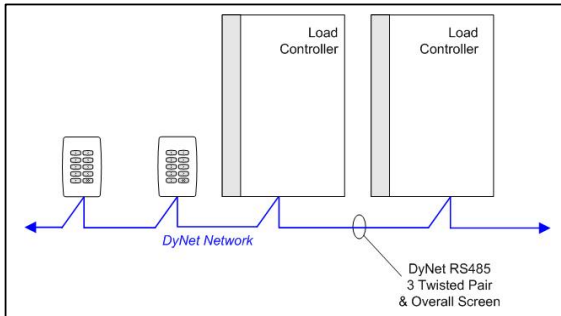 Load
Controller
Load
Controller
DyNet Network
DyNet RS485
3 Twisted Pair
& Overall Screen